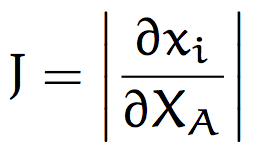 J = |∂xᵢ/∂X_A|